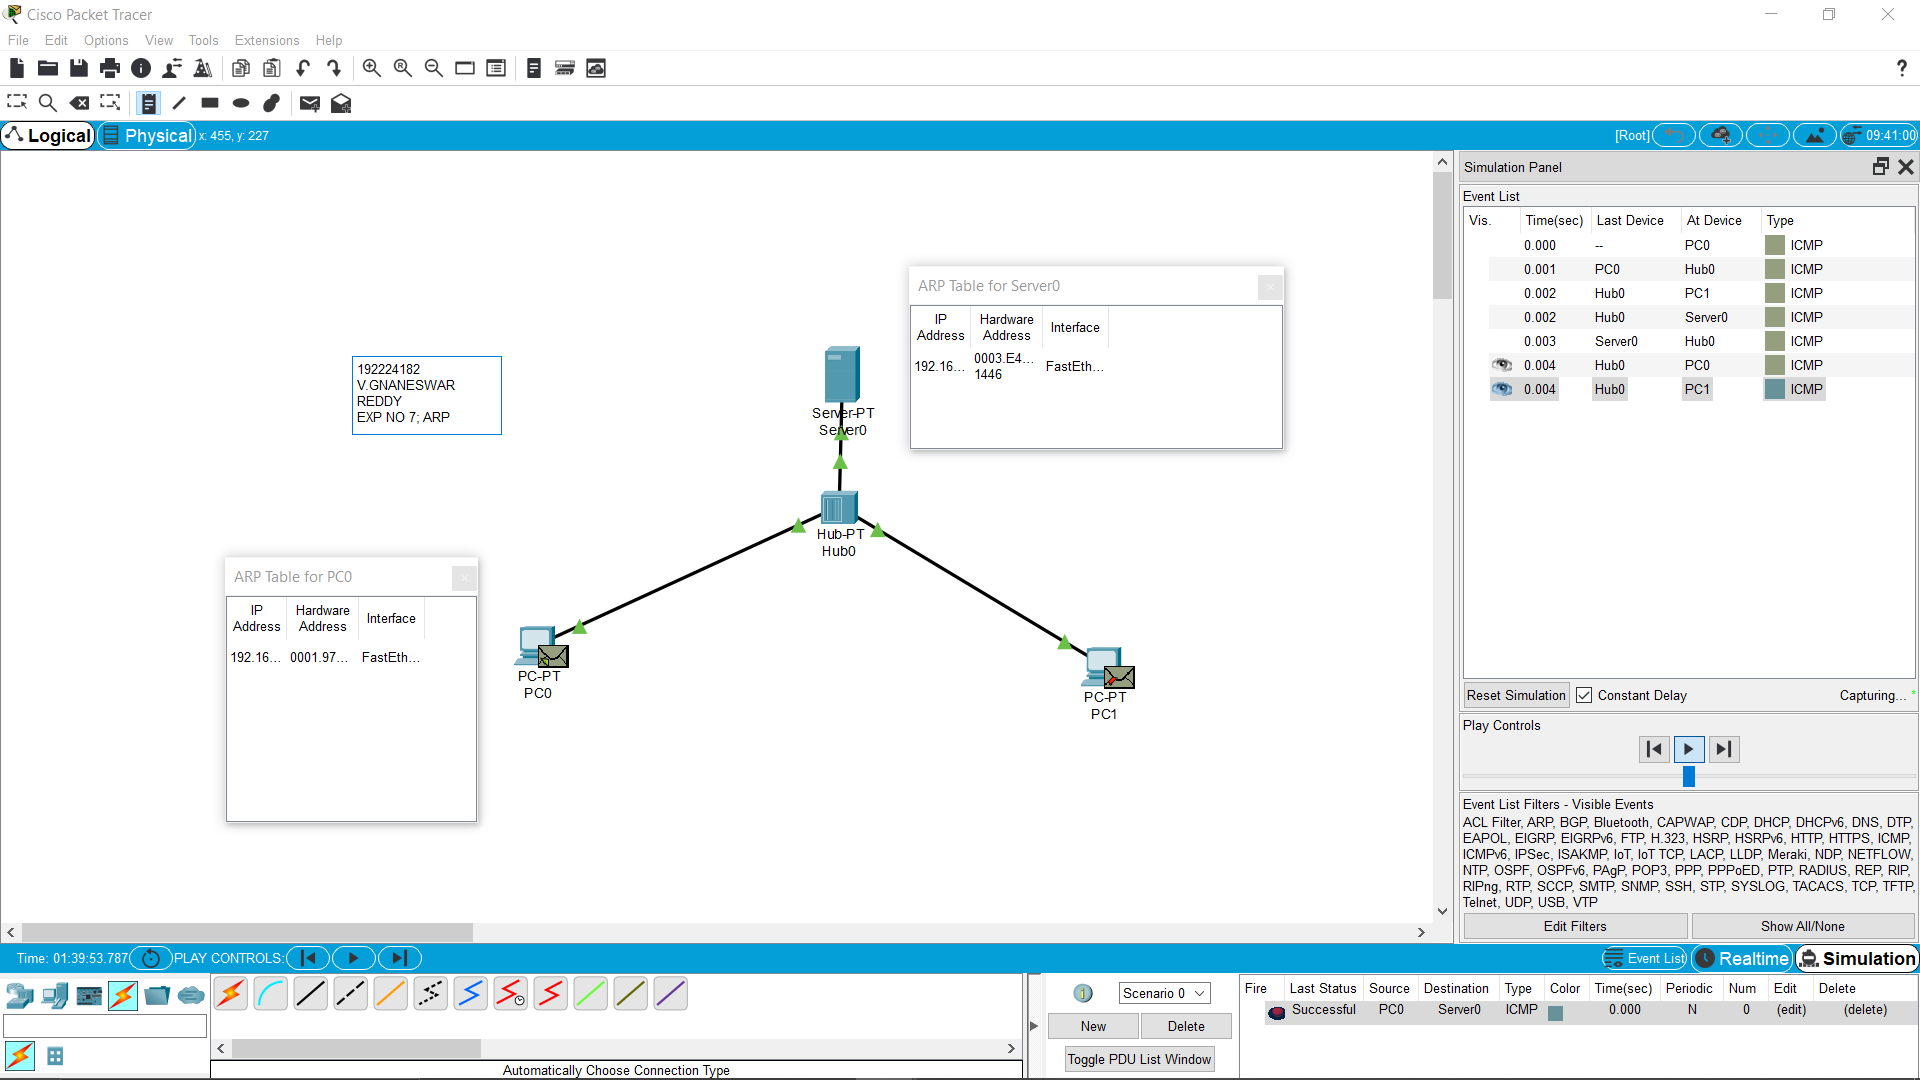 Cisco Packet Tracer
File Edit Options View Tools Extensions Help
?
Logical Physical x: 455, y: 227 [Root] 09:41:00
Simulation Panel
Event List
Vis. Time(sec) Last Device At Device Type
0.000 -- PC0 ICMP
0.001 PC0 Hub0 ICMP
0.002 Hub0 PC1 ICMP
0.002 Hub0 Server0 ICMP
0.003 Server0 Hub0 ICMP
0.004 Hub0 PC0 ICMP
0.004 Hub0 PC1 ICMP
ARP Table for Server0
IP Address Hardware Address Interface
192.16... 0003.E4... 1446 FastEth...
192224182
V.GNANESWAR
REDDY
EXP NO 7; ARP
Server-PT
Server0
Hub-PT
Hub0
ARP Table for PC0
IP Address Hardware Address Interface
192.16... 0001.97... FastEth...
PC-PT
PC0
PC-PT
PC1
Reset Simulation Constant Delay Capturing...
Play Controls
Event List Filters - Visible Events
ACL Filter, ARP, BGP, Bluetooth, CAPWAP, CDP, DHCP, DHCPv6, DNS, DTP,
EAPOL, EIGRP, EIGRPv6, FTP, H.323, HSRP, HSRPv6, HTTP, HTTPS, ICMP,
ICMPv6, IPSec, ISAKMP, IoT, IoT TCP, LACP, LLDP, Meraki, NDP, NETFLOW,
NTP, OSPF, OSPFv6, PAgP, POP3, PPP, PPPoED, PTP, RADIUS, REP, RIP,
RIPng, RTP, SCCP, SMTP, SNMP, SSH, STP, SYSLOG, TACACS, TCP, TFTP,
Telnet, UDP, USB, VTP
Edit Filters Show All/None
Time: 01:39:53.787 PLAY CONTROLS: Event List Realtime Simulation
Scenario 0
New Delete
Toggle PDU List Window
Fire Last Status Source Destination Type Color Time(sec) Periodic Num Edit Delete
Successful PC0 Server0 ICMP 0.000 N 0 (edit) (delete)
Automatically Choose Connection Type